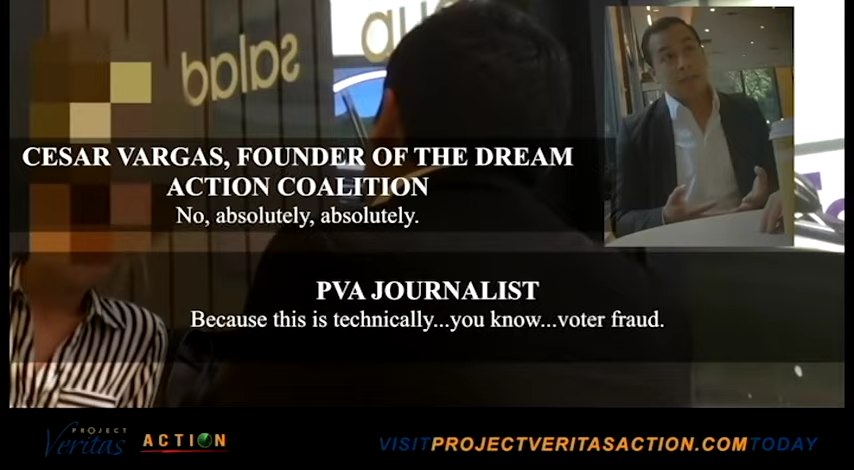 salad
CESAR VARGAS, FOUNDER OF THE DREAM
ACTION COALITION
No, absolutely, absolutely.
PVA JOURNALIST
Because this is technically...you know...voter fraud.
PROJECT
Veritas ACTION
VISITPROJECTVERITASACTION.COMTODAY